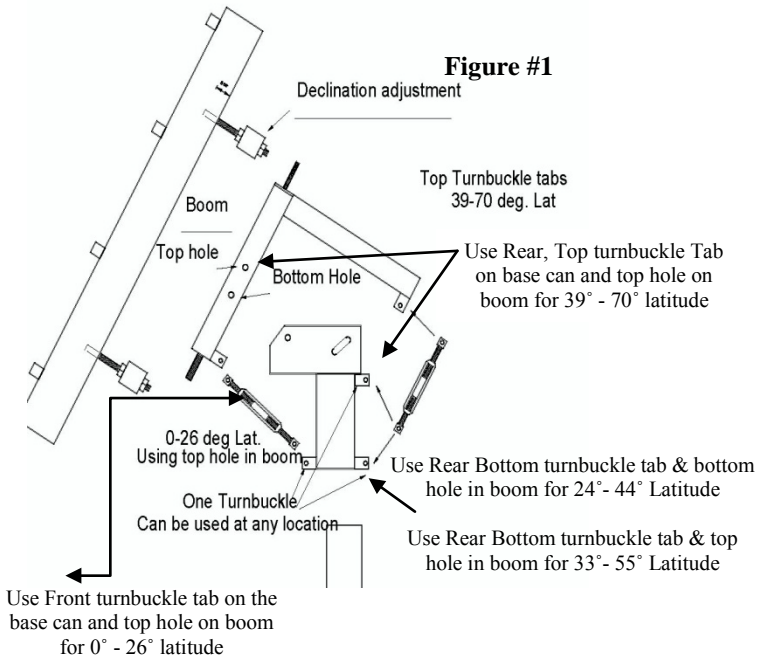 Figure #1
Declination adjustment
Top Turnbuckle tabs
39-70 deg. Lat
Boom
Top hole
Bottom Hole
Use Rear, Top turnbuckle Tab
on base can and top hole on
boom for 39˚ - 70˚ latitude
0-26 deg Lat.
Using top hole in boom
One Turnbuckle
Can be used at any location
Use Rear Bottom turnbuckle tab & bottom
hole in boom for 24˚- 44˚ Latitude
Use Rear Bottom turnbuckle tab & top
hole in boom for 33˚- 55˚ Latitude
Use Front turnbuckle tab on the
base can and top hole on boom
for 0˚ - 26˚ latitude